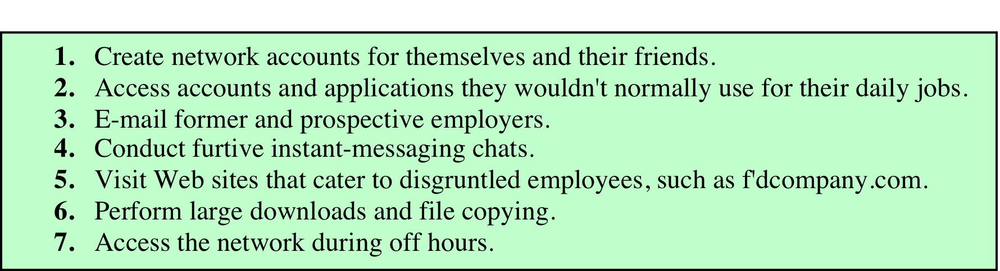 1. Create network accounts for themselves and their friends.
2. Access accounts and applications they wouldn't normally use for their daily jobs.
3. E-mail former and prospective employers.
4. Conduct furtive instant-messaging chats.
5. Visit Web sites that cater to disgruntled employees, such as f'dcompany.com.
6. Perform large downloads and file copying.
7. Access the network during off hours.